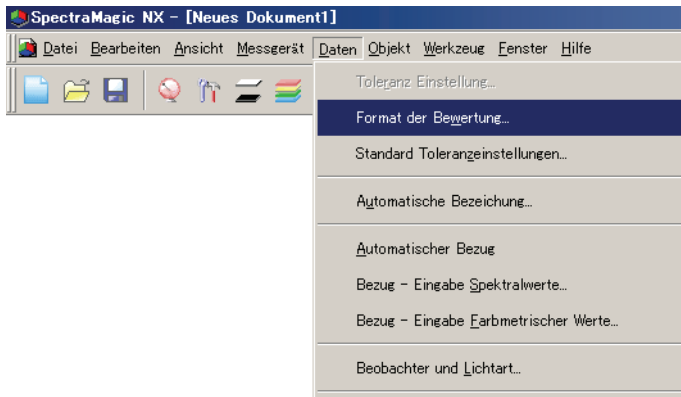 SpectraMagic NX - [Neues Dokument1]
Datei Bearbeiten Ansicht Messgerät Daten Objekt Werkzeug Fenster Hilfe
Toleranz Einstellung...
Format der Bewertung...
Standard Toleranzeinstellungen...
Automatische Bezeichung...
Automatischer Bezug
Bezug - Eingabe Spektralwerte...
Bezug - Eingabe Farbmetrischer Werte...
Beobachter und Lichtart...